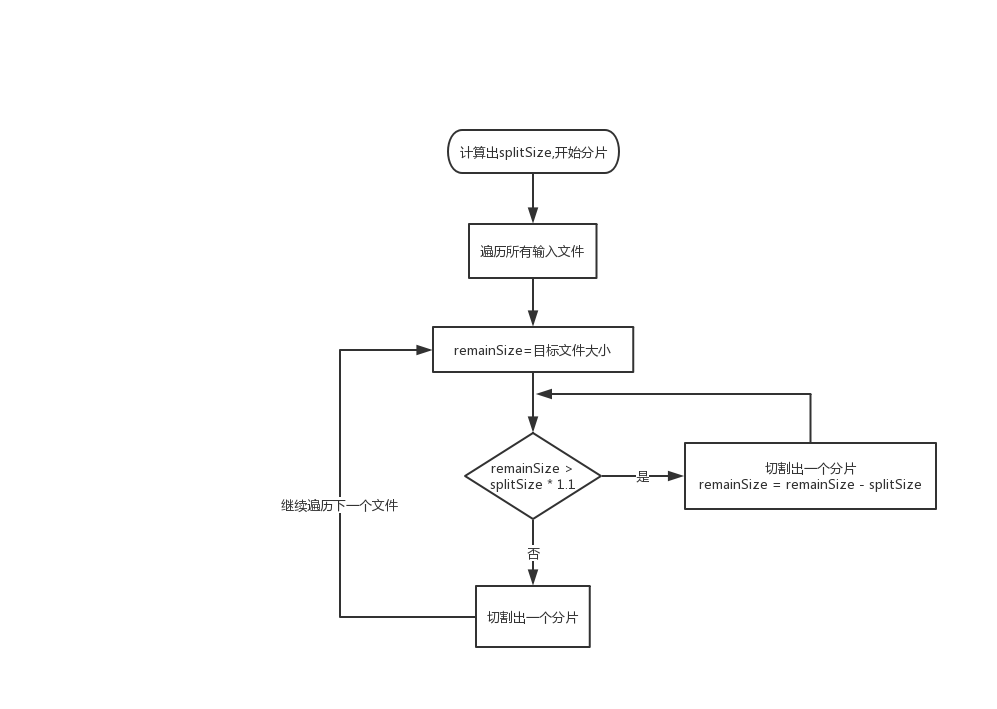 计算出splitSize,开始分片
遍历所有输入文件
remainSize=目标文件大小
remainSize >
splitSize * 1.1
是
切割出一个分片
remainSize = remainSize - splitSize
继续遍历下一个文件
否
切割出一个分片